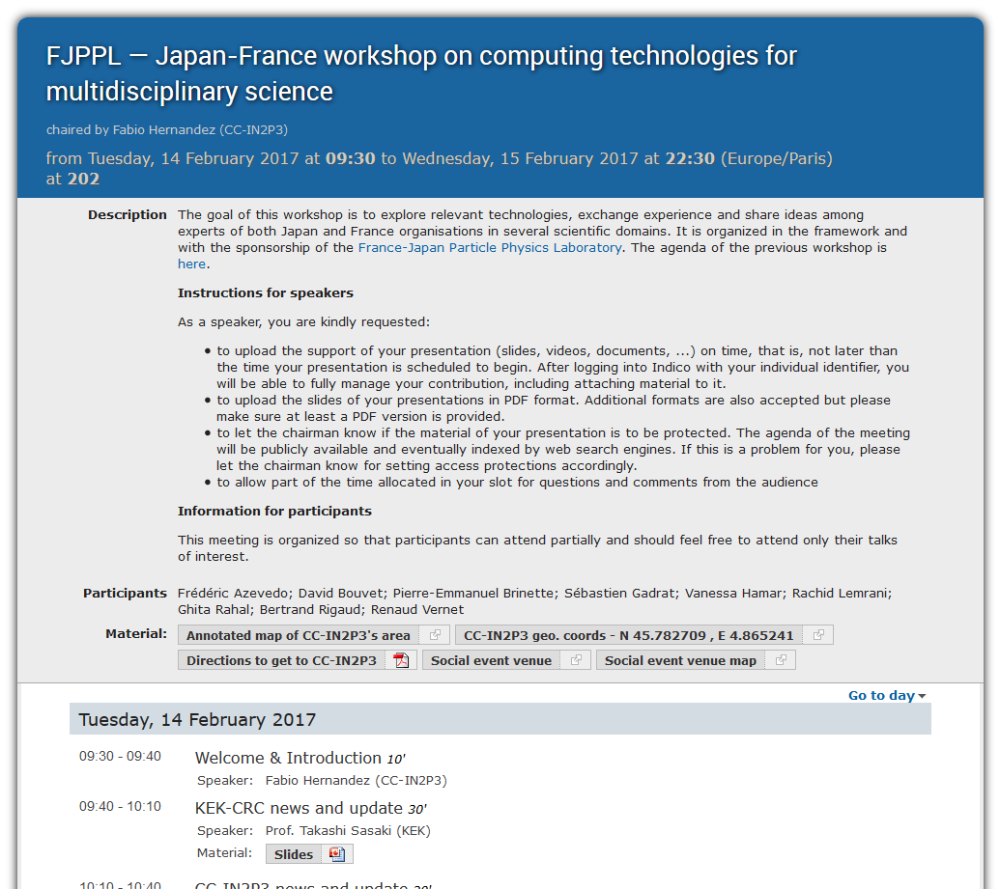 FJPPL — Japan-France workshop on computing technologies for
multidisciplinary science
chaired by Fabio Hernandez (CC-IN2P3)
from Tuesday, 14 February 2017 at 09:30 to Wednesday, 15 February 2017 at 22:30 (Europe/Paris)
at 202
Description The goal of this workshop is to explore relevant technologies, exchange experience and share ideas among
experts of both Japan and France organisations in several scientific domains. It is organized in the framework and
with the sponsorship of the France-Japan Particle Physics Laboratory. The agenda of the previous workshop is
here.
Instructions for speakers
As a speaker, you are kindly requested:
• to upload the support of your presentation (slides, videos, documents, ...) on time, that is, not later than
the time your presentation is scheduled to begin. After logging into Indico with your individual identifier, you
will be able to fully manage your contribution, including attaching material to it.
• to upload the slides of your presentations in PDF format. Additional formats are also accepted but please
make sure at least a PDF version is provided.
• to let the chairman know if the material of your presentation is to be protected. The agenda of the meeting
will be publicly available and eventually indexed by web search engines. If this is a problem for you, please
let the chairman know for setting access protections accordingly.
• to allow part of the time allocated in your slot for questions and comments from the audience
Information for participants
This meeting is organized so that participants can attend partially and should feel free to attend only their talks
of interest.
Participants Frédéric Azevedo; David Bouvet; Pierre-Emmanuel Brinette; Sébastien Gadrat; Vanessa Hamar; Rachid Lemrani;
Ghita Rahal; Bertrand Rigaud; Renaud Vernet
Material: Annotated map of CC-IN2P3's area CC-IN2P3 geo. coords - N 45.782709 , E 4.865241
Directions to get to CC-IN2P3 Social event venue Social event venue map
Go to day
Tuesday, 14 February 2017
09:30 - 09:40 Welcome & Introduction 10'
Speaker: Fabio Hernandez (CC-IN2P3)
09:40 - 10:10 KEK-CRC news and update 30'
Speaker: Prof. Takashi Sasaki (KEK)
Material: Slides
10:10 - 10:40 CC-IN2P3 news and update 30'